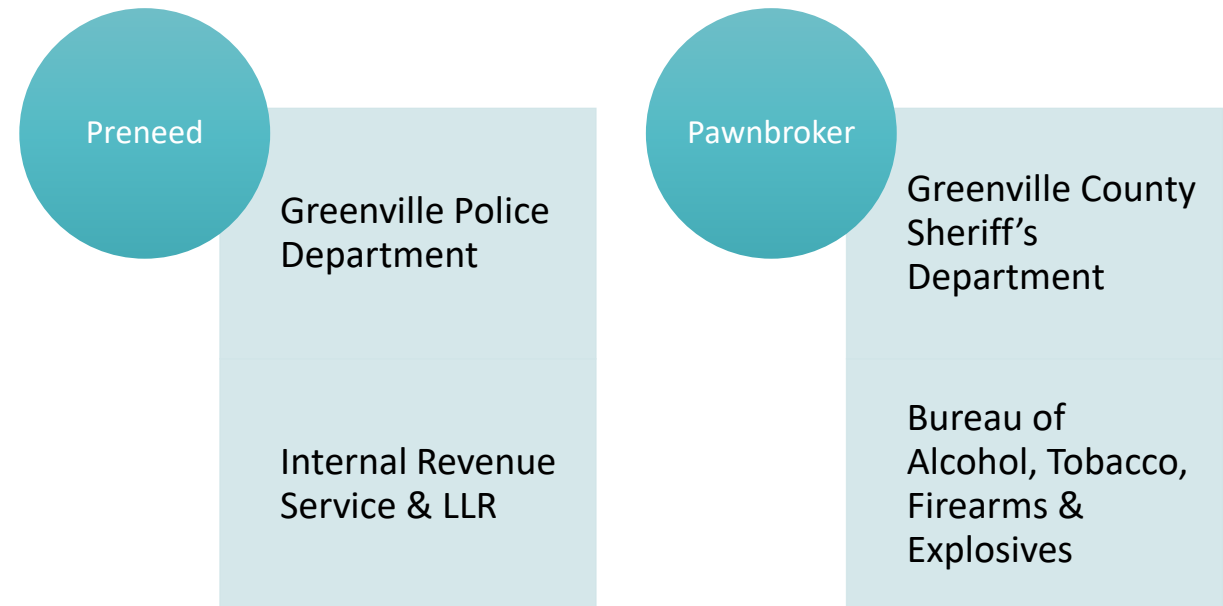 Preneed
Greenville Police
Department
Internal Revenue
Service & LLR
Pawnbroker
Greenville County
Sheriff’s
Department
Bureau of
Alcohol, Tobacco,
Firearms &
Explosives